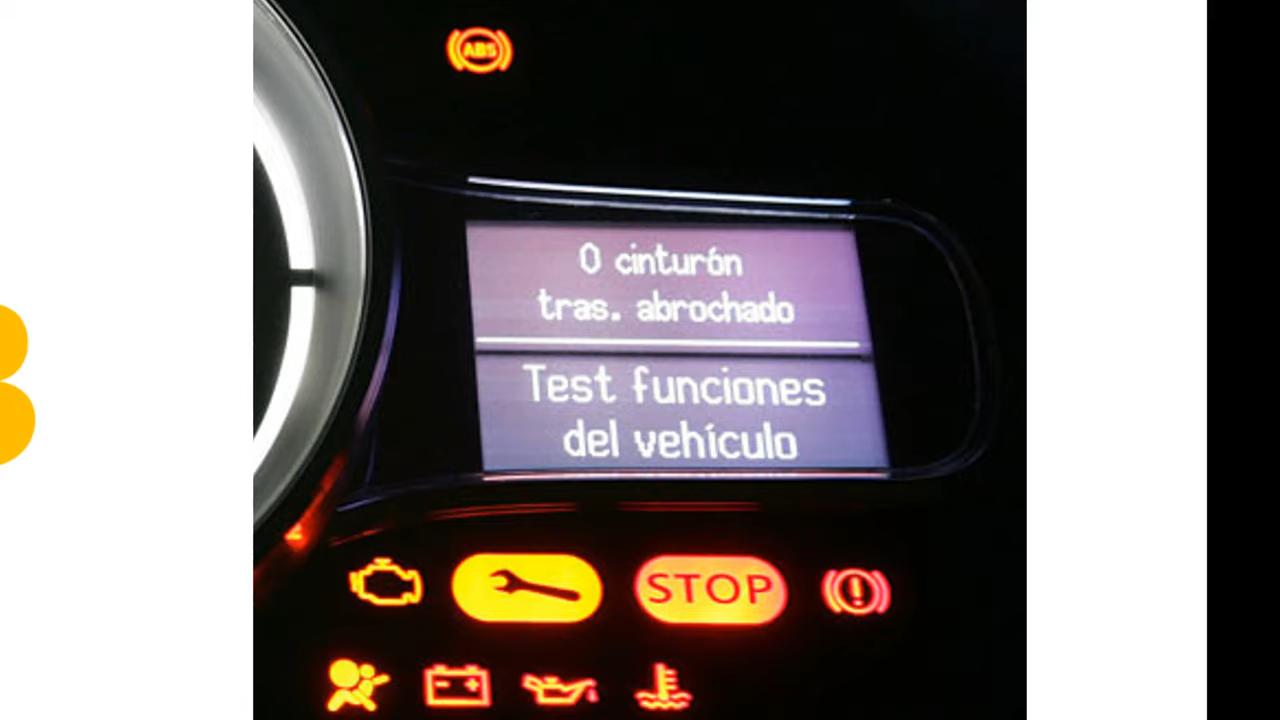 ABS
0 cinturón
tras. abrochado
Test funciones
del vehículo
STOP